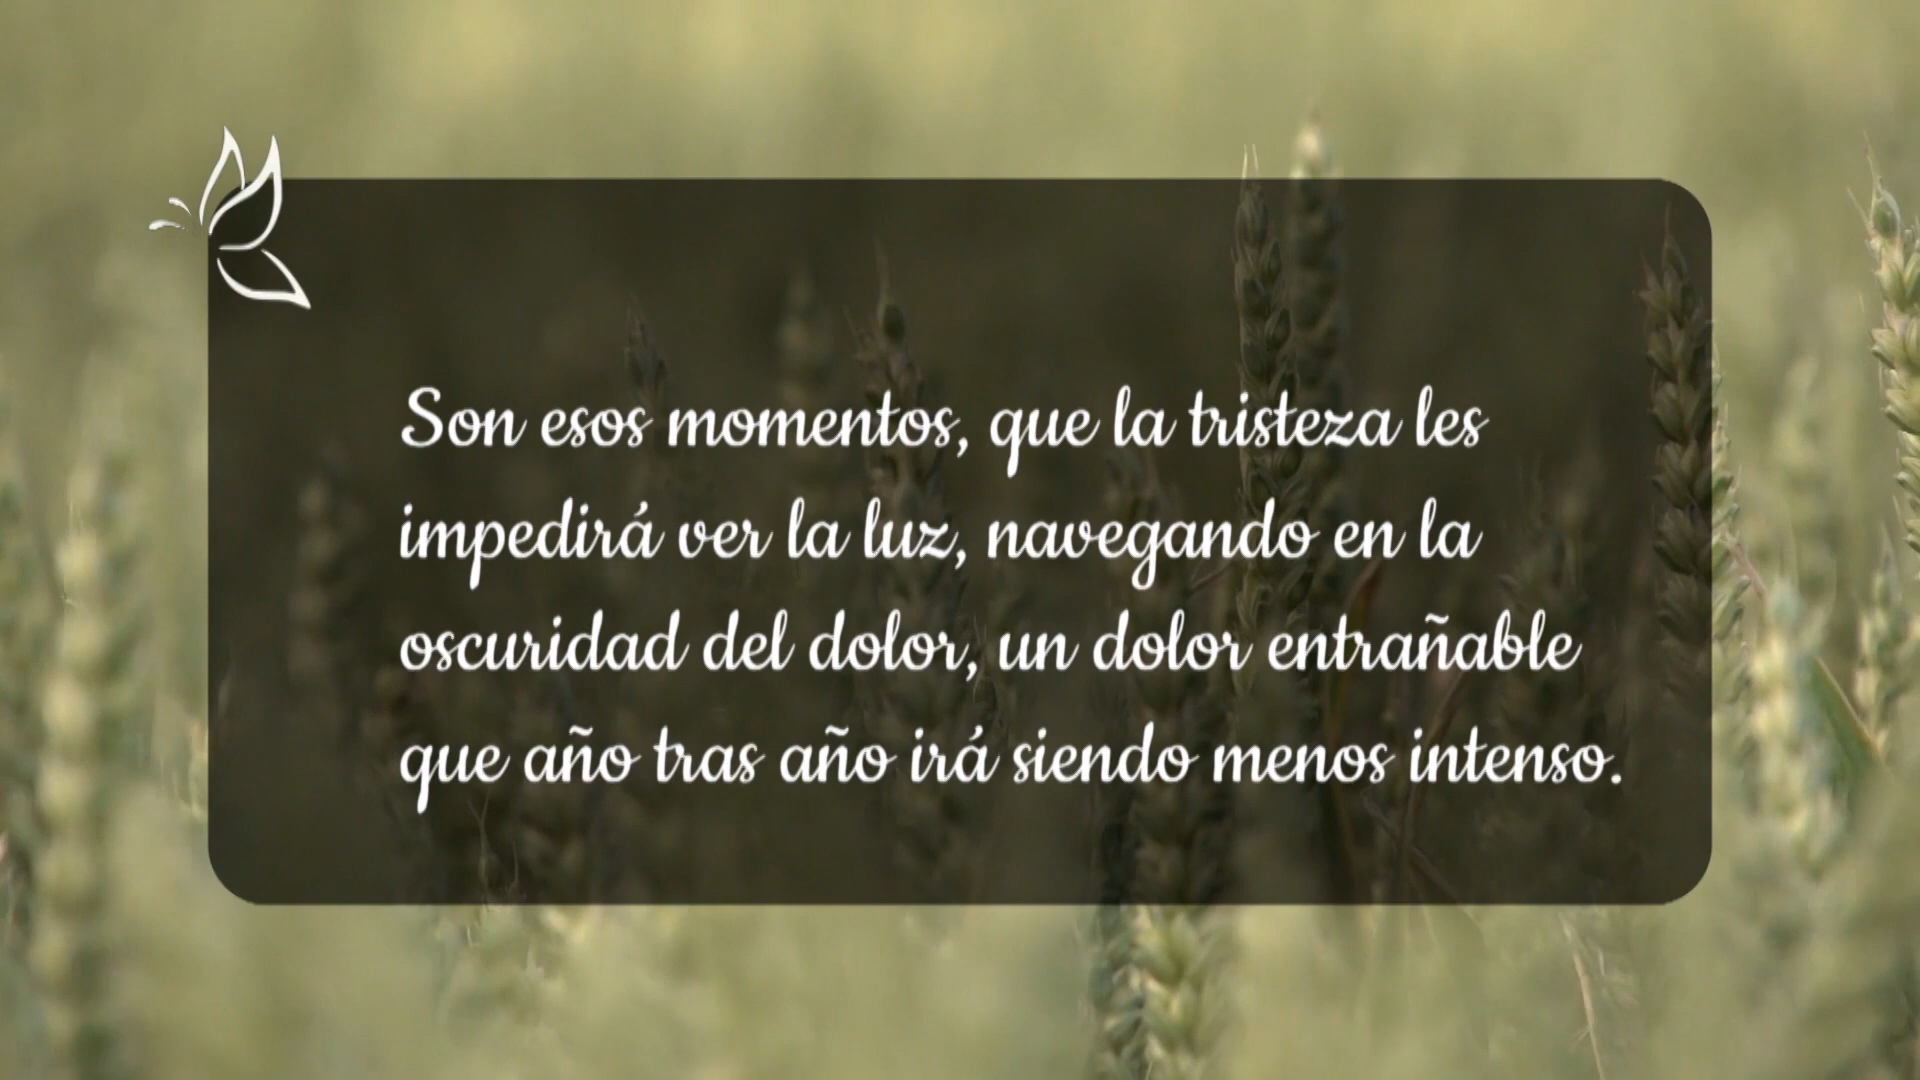 Son esos momentos, que la tristeza les
impedirá ver la luz, navegando en la
oscuridad del dolor, un dolor entrañable
que año tras año irá siendo menos intenso.